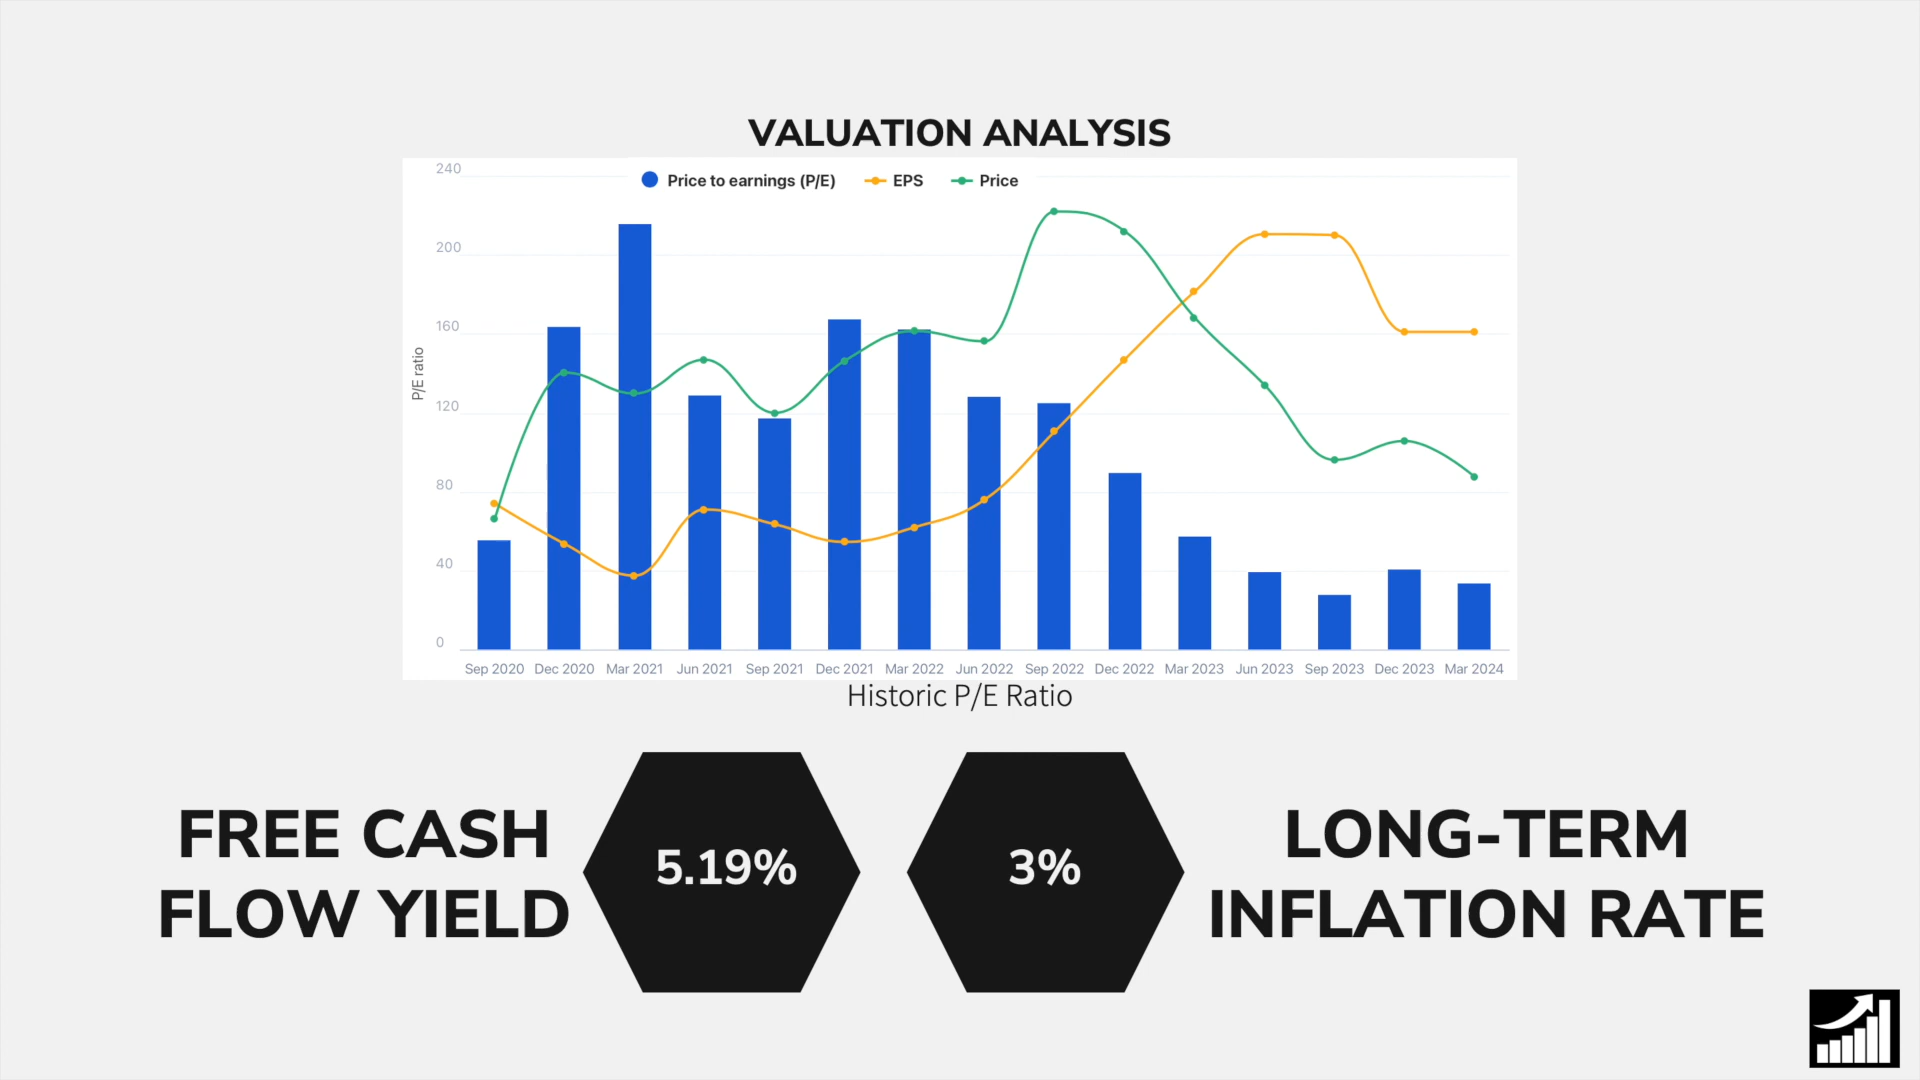 VALUATION ANALYSIS
Price to earnings (P/E) EPS Price
240
200
160
120
80
40
0
P/E ratio
Sep 2020 Dec 2020 Mar 2021 Jun 2021 Sep 2021 Dec 2021 Mar 2022 Jun 2022 Sep 2022 Dec 2022 Mar 2023 Jun 2023 Sep 2023 Dec 2023 Mar 2024
Historic P/E Ratio
FREE CASH
FLOW YIELD
5.19%
3%
LONG-TERM
INFLATION RATE